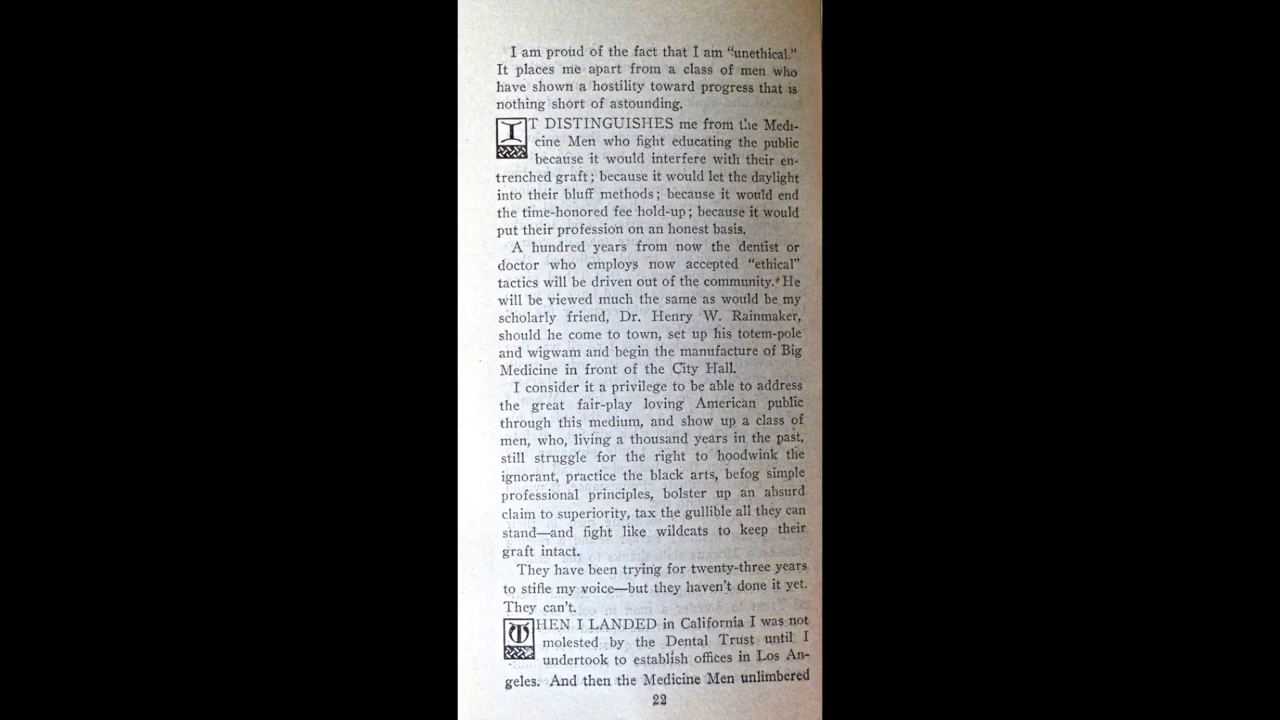 I am proud of the fact that I am “unethical.”
It places me apart from a class of men who
have shown a hostility toward progress that is
nothing short of astounding.
IT DISTINGUISHES me from the Medi-
cine Men who fight educating the public
because it would interfere with their en-
trenched graft; because it would let the daylight
into their bluff methods; because it would end
the time-honored fee hold-up; because it would
put their profession on an honest basis.
A hundred years from now the dentist or
doctor who employs now accepted “ethical”
tactics will be driven out of the community. He
will be viewed much the same as would be my
scholarly friend, Dr. Henry W. Rainmaker,
should he come to town, set up his totem-pole
and wigwam and begin the manufacture of Big
Medicine in front of the City Hall.
I consider it a privilege to be able to address
the great fair-play loving American public
through this medium, and show up a class of
men, who, living a thousand years in the past,
still struggle for the right to hoodwink the
ignorant, practice the black arts, befog simple
professional principles, bolster up an absurd
claim to superiority, tax the gullible all they can
stand—and fight like wildcats to keep their
graft intact.
They have been trying for twenty-three years
to stifle my voice—but they haven’t done it yet.
They can’t.
WHEN I LANDED in California I was not
molested by the Dental Trust until I
undertook to establish offices in Los An-
geles. And then the Medicine Men unlimbered
22